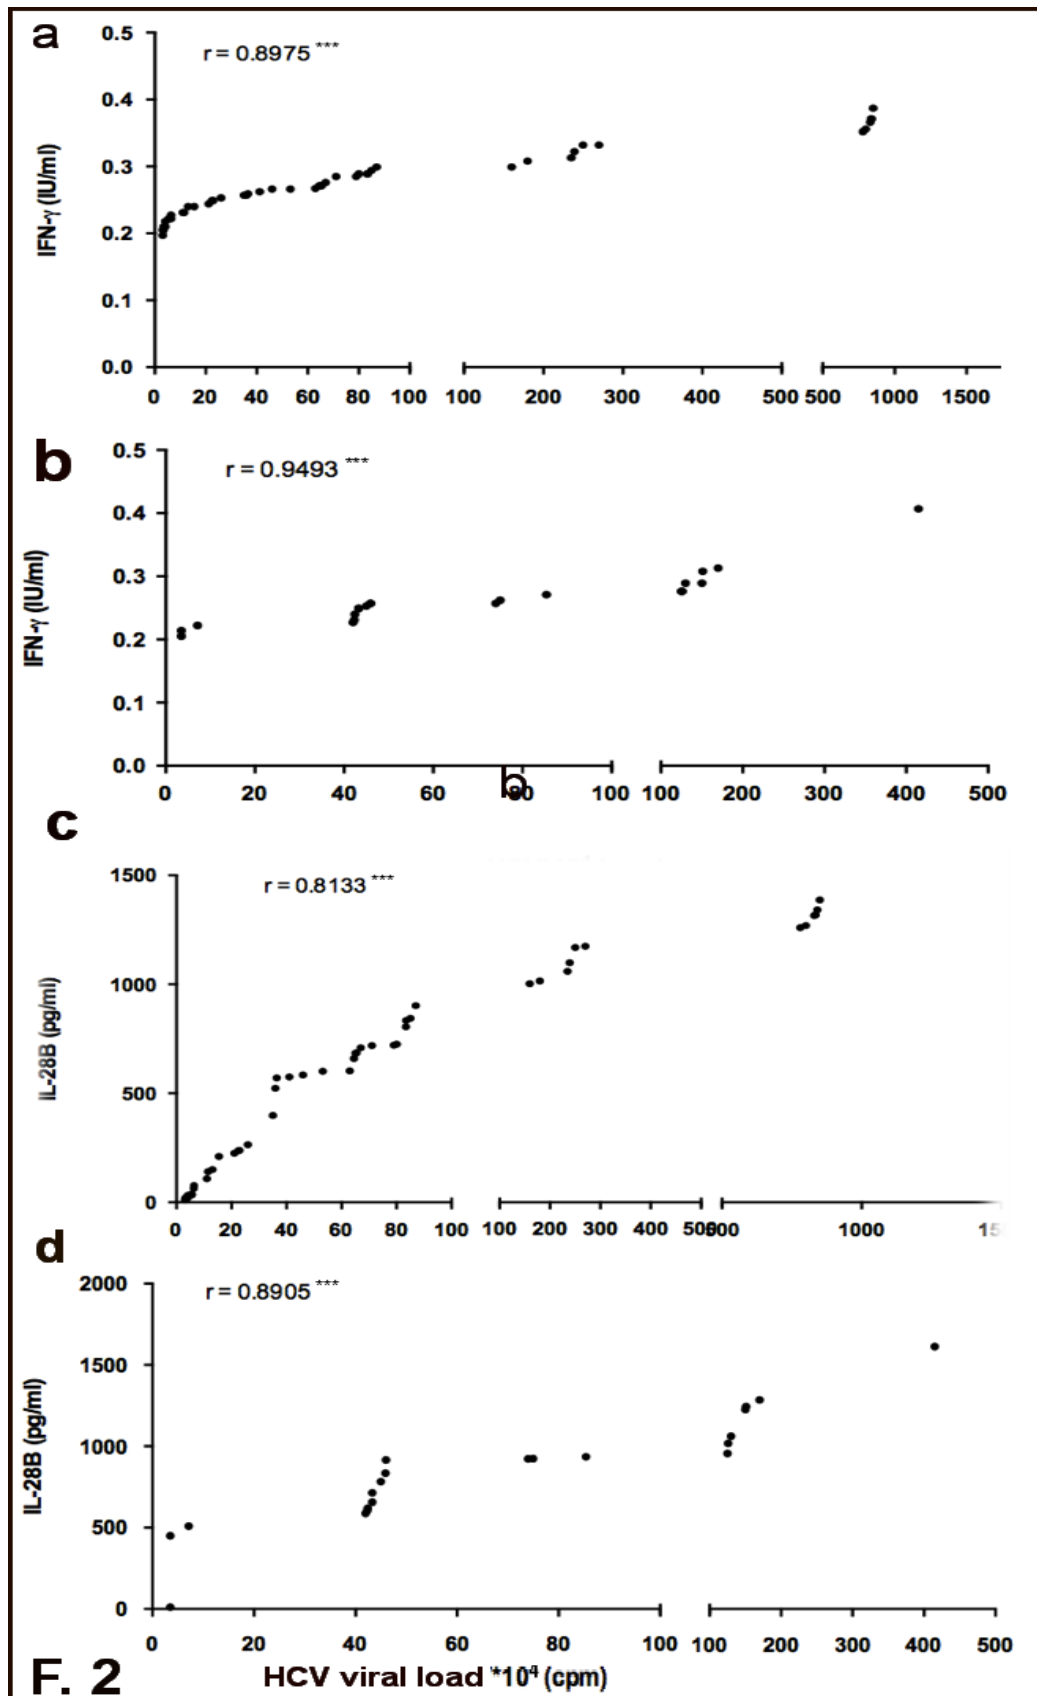 a
r = 0.8975 ***
IFN-γ (IU/ml)
0.5
0.4
0.3
0.2
0.1
0.0
0 20 40 60 80 100 100 200 300 400 500 500 1000 1500
b
r = 0.9493 ***
IFN-γ (IU/ml)
0.5
0.4
0.3
0.2
0.1
0.0
0 20 40 60 80 100 100 200 300 400 500
b
c
r = 0.8133 ***
IL-28B (pg/ml)
1500
1000
500
0
0 20 40 60 80 100 100 200 300 400 500 1000
d
r = 0.8905 ***
IL-28B (pg/ml)
2000
1500
1000
500
0
0 20 40 60 80 100 100 200 300 400 500
F. 2
HCV viral load *10⁴ (cpm)